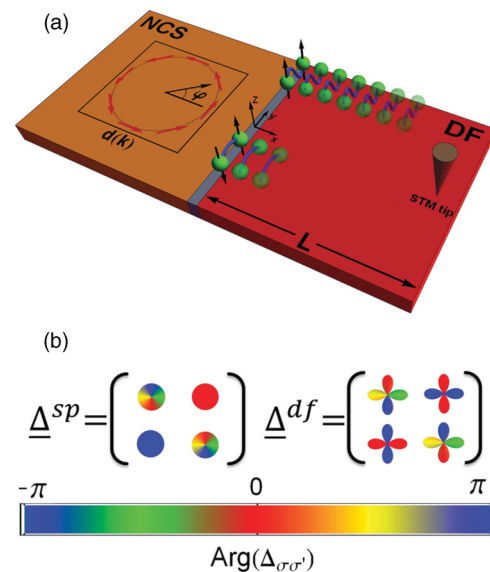 (a)
NCS
φ
d(k)
z
y
x
DF
STM tip
L
(b)
Δ^sp = ( ) Δ^df = ( )
-π 0 π
Arg(Δσσ')